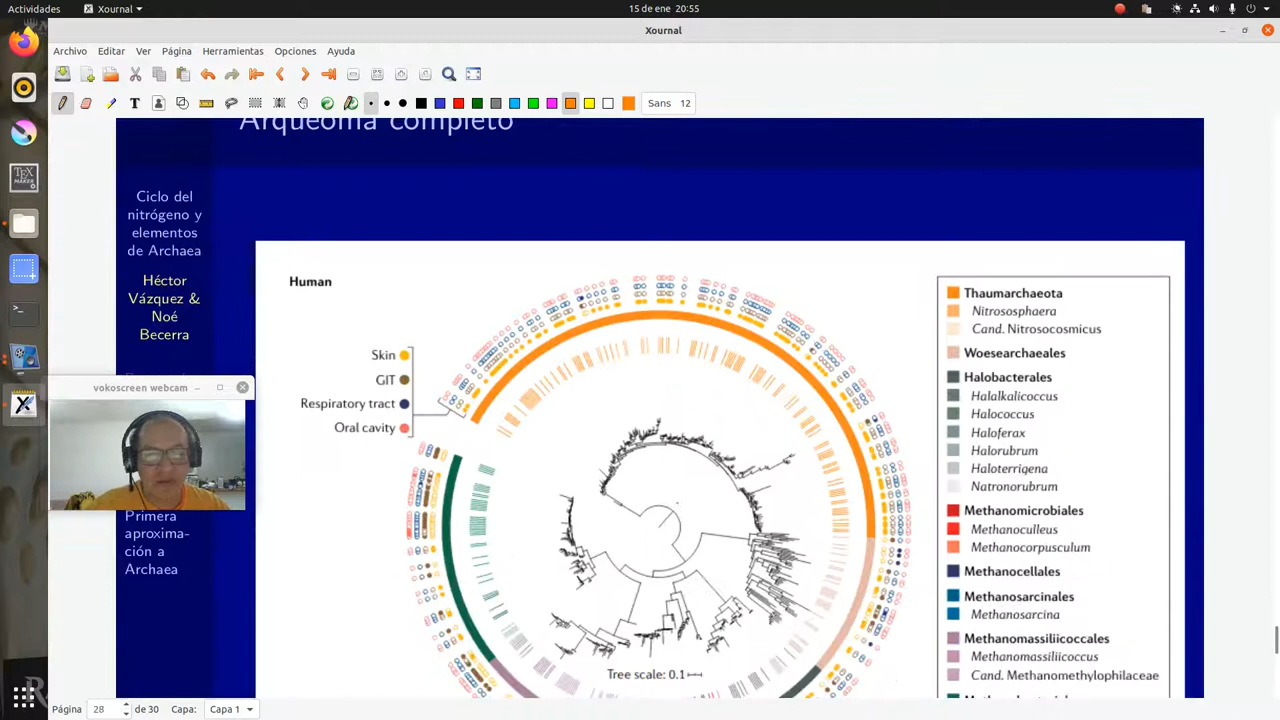 Actividades
Xournal
15 de ene 20:55
Xournal
Archivo Editar Ver Página Herramientas Opciones Ayuda
Sans 12
Arqueoma completo
Ciclo del
nitrógeno y
elementos
de Archaea
Héctor
Vázquez &
Noé
Becerra
vokoscreen webcam
Primera
aproxima-
ción a
Archaea
Human
Skin
GIT
Respiratory tract
Oral cavity
Tree scale: 0.1
Thaumarchaeota
Nitrososphaera
Cand. Nitrosocosmicus
Woesearchaeales
Halobacterales
Halalkalicoccus
Halococcus
Haloferax
Halorubrum
Haloterrigena
Natronorubrum
Methanomicrobiales
Methanoculleus
Methanocorpusculum
Methanocellales
Methanosarcinales
Methanosarcina
Methanomassiliicoccales
Methanomassiliicoccus
Cand. Methanomethylophilaceae
Página 28 de 30 Capa: Capa 1